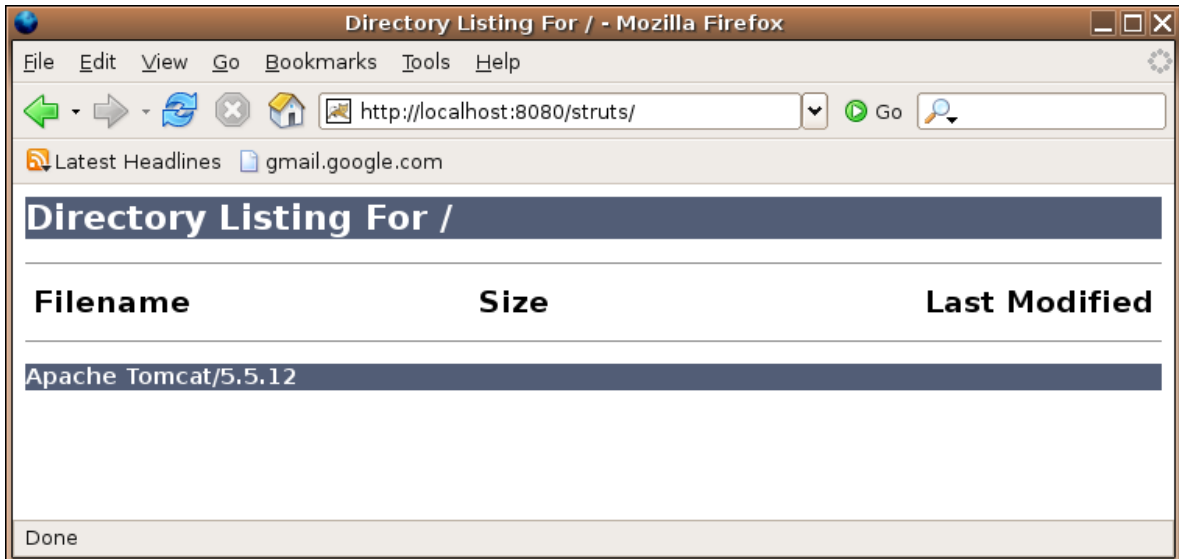 Directory Listing For / - Mozilla Firefox
File Edit View Go Bookmarks Tools Help
http://localhost:8080/struts/ Go
Latest Headlines gmail.google.com
Directory Listing For /
Filename Size Last Modified
Apache Tomcat/5.5.12
Done